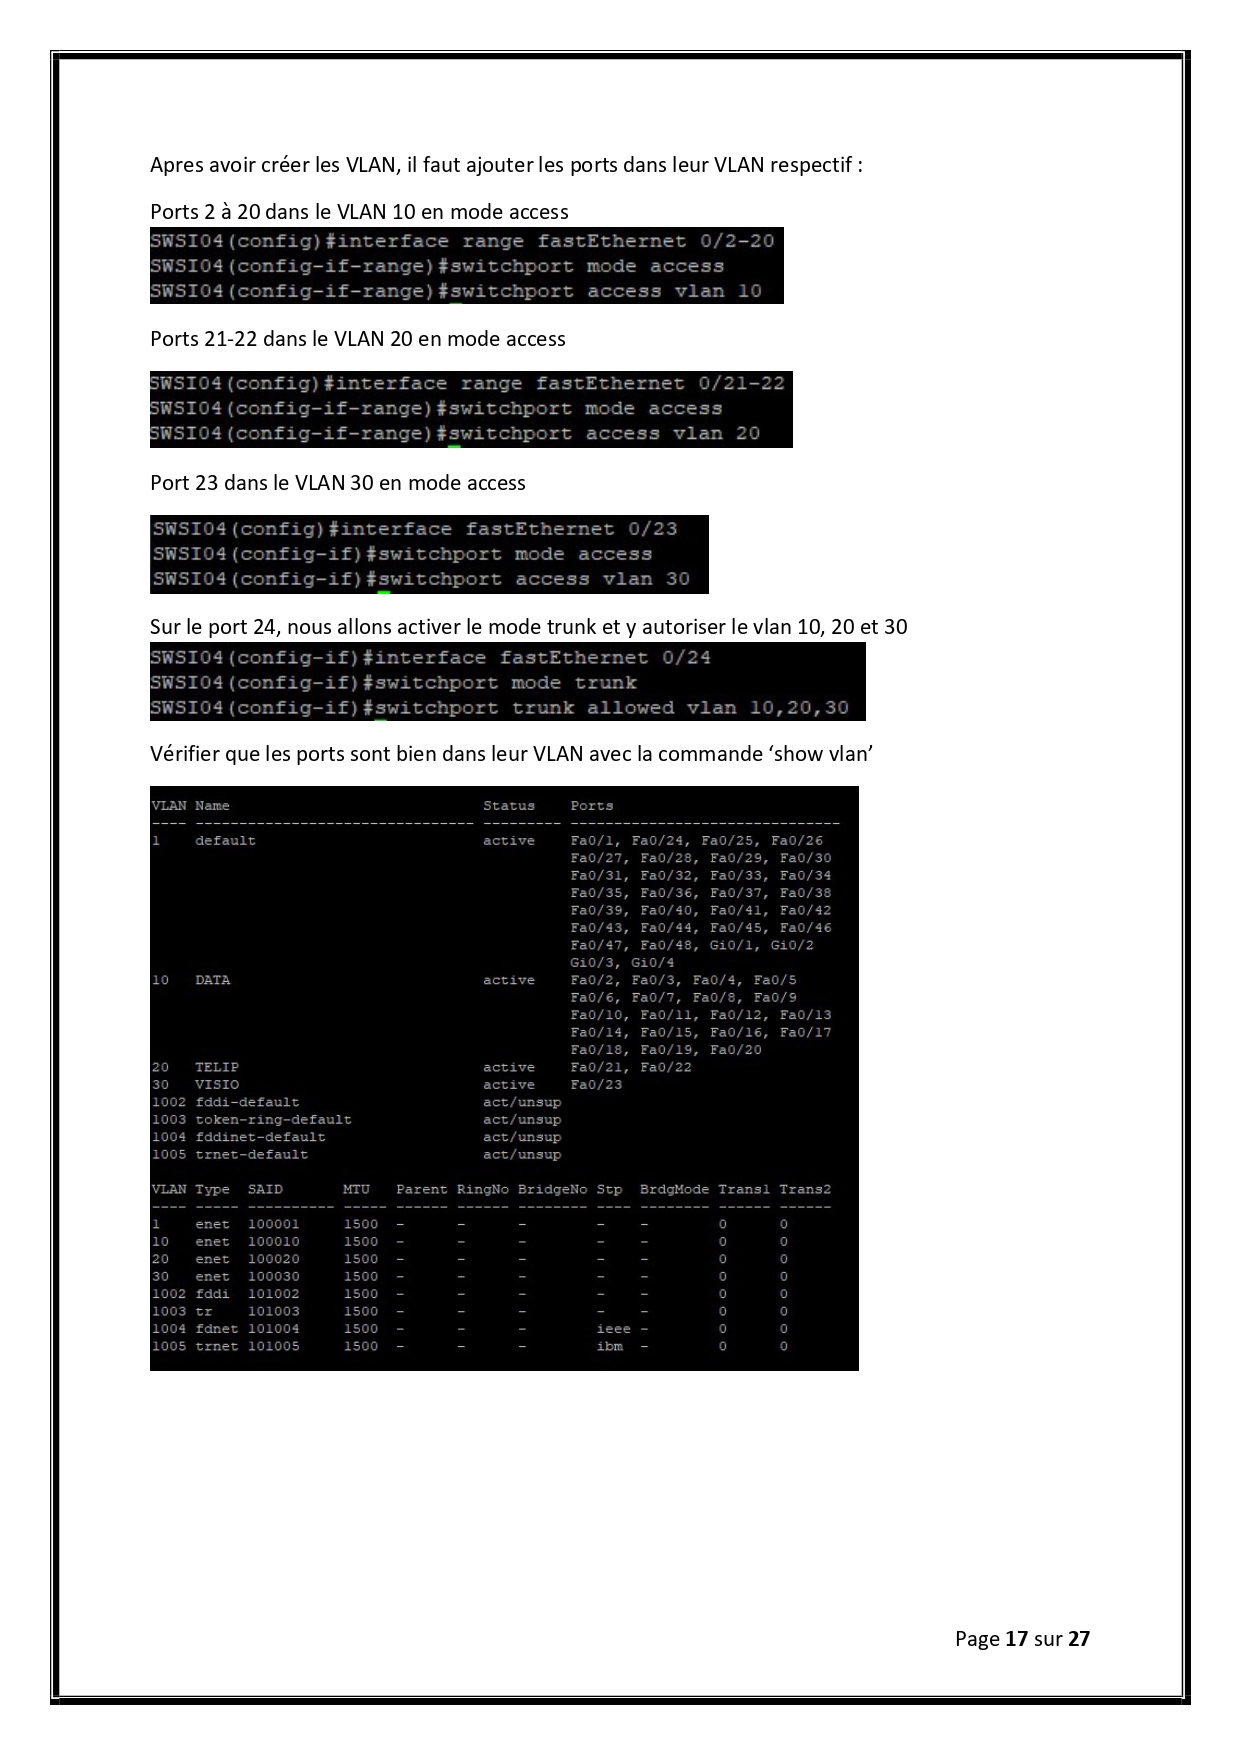 Apres avoir créer les VLAN, il faut ajouter les ports dans leur VLAN respectif :
Ports 2 à 20 dans le VLAN 10 en mode access
SWSI04(config)#interface range fastEthernet 0/2-20
SWSI04(config-if-range)#switchport mode access
SWSI04(config-if-range)#switchport access vlan 10
Ports 21-22 dans le VLAN 20 en mode access
SWSI04(config)#interface range fastEthernet 0/21-22
SWSI04(config-if-range)#switchport mode access
SWSI04(config-if-range)#switchport access vlan 20
Port 23 dans le VLAN 30 en mode access
SWSI04(config)#interface fastEthernet 0/23
SWSI04(config-if)#switchport mode access
SWSI04(config-if)#switchport access vlan 30
Sur le port 24, nous allons activer le mode trunk et y autoriser le vlan 10, 20 et 30
SWSI04(config-if)#interface fastEthernet 0/24
SWSI04(config-if)#switchport mode trunk
SWSI04(config-if)#switchport trunk allowed vlan 10,20,30
Vérifier que les ports sont bien dans leur VLAN avec la commande ‘show vlan’
VLAN Name Status Ports
---- -------------------------------- --------- -------------------------------
1 default active Fa0/1, Fa0/24, Fa0/25, Fa0/26
Fa0/27, Fa0/28, Fa0/29, Fa0/30
Fa0/31, Fa0/32, Fa0/33, Fa0/34
Fa0/35, Fa0/36, Fa0/37, Fa0/38
Fa0/39, Fa0/40, Fa0/41, Fa0/42
Fa0/43, Fa0/44, Fa0/45, Fa0/46
Fa0/47, Fa0/48, Gi0/1, Gi0/2
Gi0/3, Gi0/4
10 DATA active Fa0/2, Fa0/3, Fa0/4, Fa0/5
Fa0/6, Fa0/7, Fa0/8, Fa0/9
Fa0/10, Fa0/11, Fa0/12, Fa0/13
Fa0/14, Fa0/15, Fa0/16, Fa0/17
Fa0/18, Fa0/19, Fa0/20
20 TELIP active Fa0/21, Fa0/22
30 VISIO active Fa0/23
1002 fddi-default act/unsup
1003 token-ring-default act/unsup
1004 fddinet-default act/unsup
1005 trnet-default act/unsup
VLAN Type SAID MTU Parent RingNo BridgeNo Stp BrdgMode Trans1 Trans2
---- ----- ---------- ----- ------ ------ -------- ---- -------- ------ ------
1 enet 100001 1500 - - - - - 0 0
10 enet 100010 1500 - - - - - 0 0
20 enet 100020 1500 - - - - - 0 0
30 enet 100030 1500 - - - - - 0 0
1002 fddi 101002 1500 - - - - - 0 0
1003 tr 101003 1500 - - - - - 0 0
1004 fdnet 101004 1500 - - - ieee - 0 0
1005 trnet 101005 1500 - - - ibm - 0 0
Page 17 sur 27